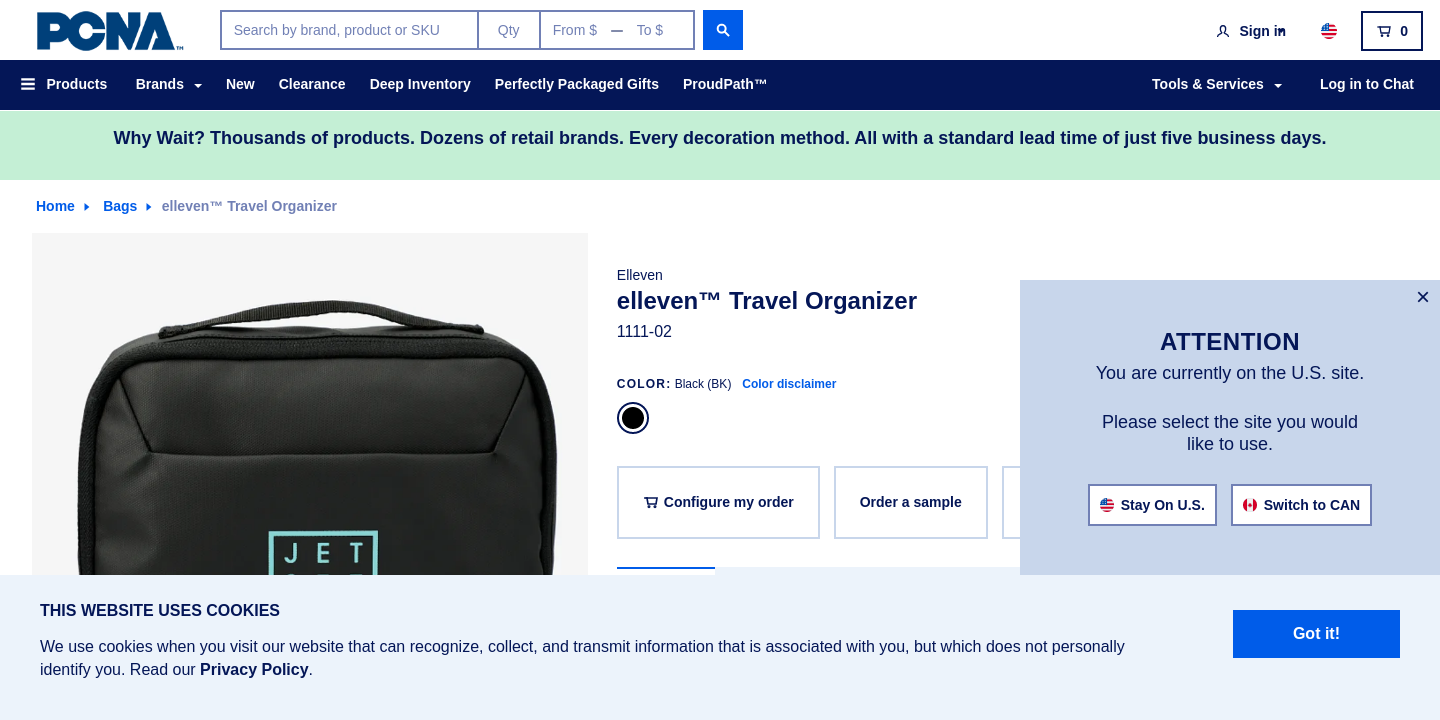 PCNA™
Search by brand, product or SKU
Qty
From $ — To $
Sign in
0
Products
Brands
New
Clearance
Deep Inventory
Perfectly Packaged Gifts
ProudPath™
Tools & Services
Log in to Chat
Why Wait? Thousands of products. Dozens of retail brands. Every decoration method. All with a standard lead time of just five business days.
Home
Bags
elleven™ Travel Organizer
JET
Elleven
elleven™ Travel Organizer
1111-02
COLOR: Black (BK) Color disclaimer
Configure my order
Order a sample
×
ATTENTION
You are currently on the U.S. site.
Please select the site you would
like to use.
Stay On U.S.
Switch to CAN
THIS WEBSITE USES COOKIES
We use cookies when you visit our website that can recognize, collect, and transmit information that is associated with you, but which does not personally
identify you. Read our Privacy Policy.
Got it!